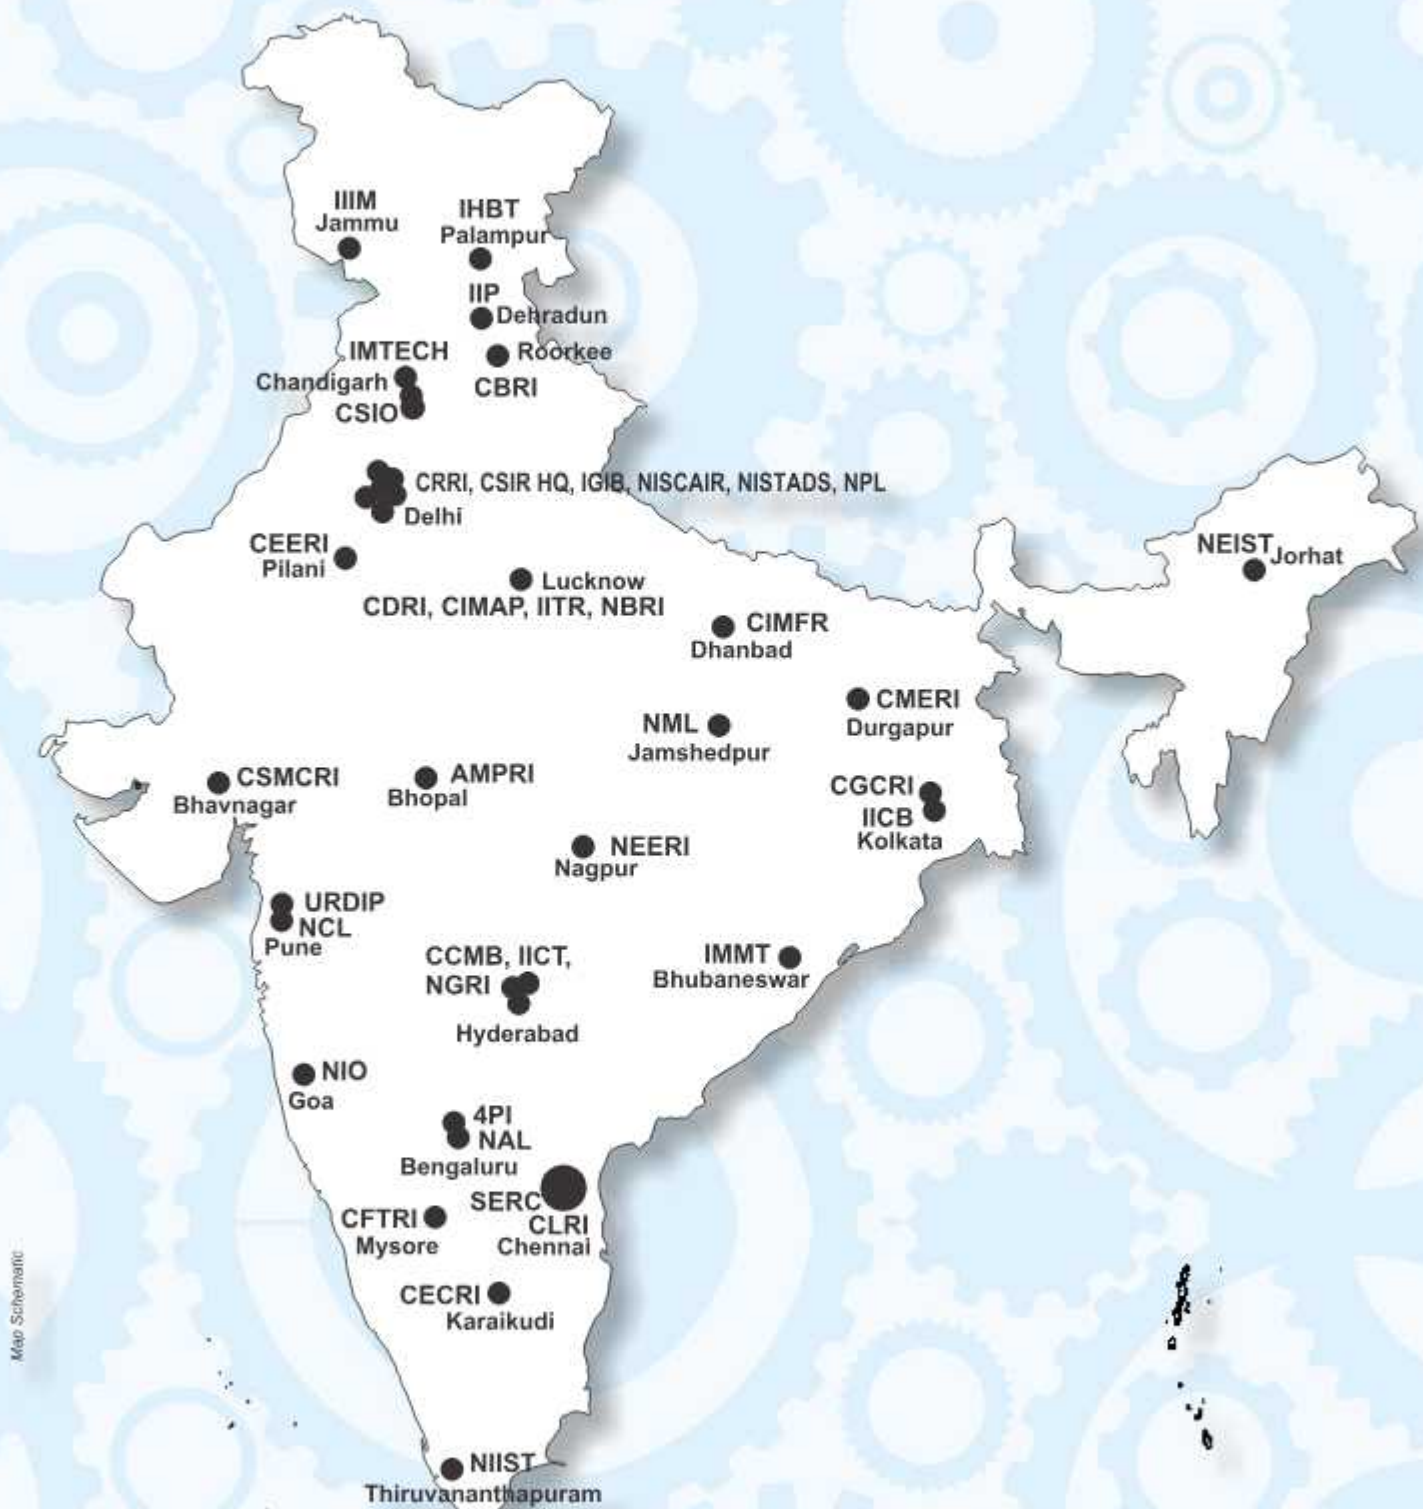 IIIM
Jammu
IHBT
Palampur
IIP
Dehradun
IMTECH
Roorkee
Chandigarh
CBRI
CSIO
CRRI, CSIR HQ, IGIB, NISCAIR, NISTADS, NPL
Delhi
CEERI
Pilani
NEIST
Jorhat
Lucknow
CDRI, CIMAP, IITR, NBRI
CIMFR
Dhanbad
CMERI
Durgapur
NML
Jamshedpur
CSMCRI
Bhavnagar
AMPRI
Bhopal
CGCRI
IICB
Kolkata
NEERI
Nagpur
URDIP
NCL
Pune
CCMB, IICT,
NGRI
Hyderabad
IMMT
Bhubaneswar
NIO
Goa
4PI
NAL
Bengaluru
SERC
CLRI
Chennai
CFTRI
Mysore
CECRI
Karaikudi
Map Schematic
NIIST
Thiruvananthapuram